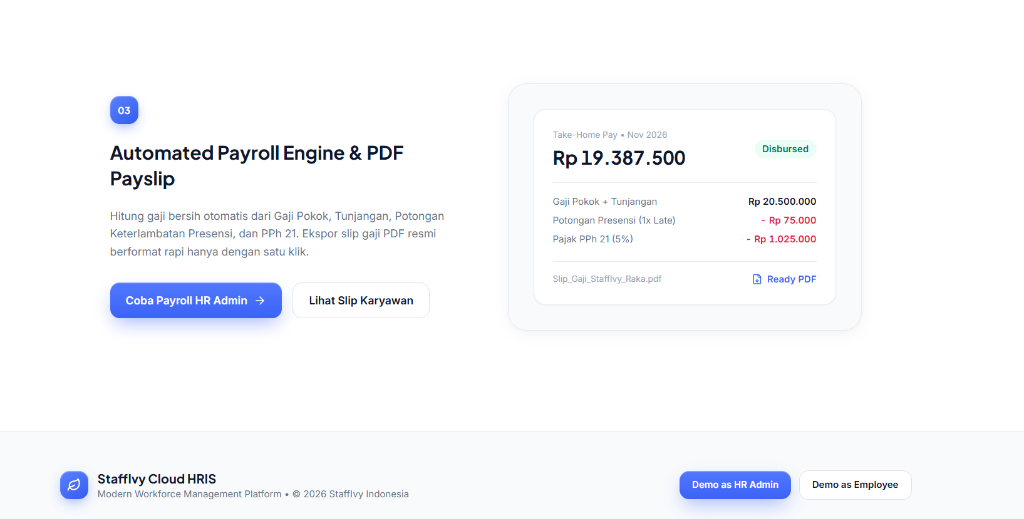 03
Automated Payroll Engine & PDF
Payslip
Hitung gaji bersih otomatis dari Gaji Pokok, Tunjangan, Potongan
Keterlambatan Presensi, dan PPh 21. Ekspor slip gaji PDF resmi
berformat rapi hanya dengan satu klik.
Coba Payroll HR Admin →
Lihat Slip Karyawan
Take-Home Pay • Nov 2026
Rp 19.387.500
Disbursed
Gaji Pokok + Tunjangan Rp 20.500.000
Potongan Presensi (1x Late) - Rp 75.000
Pajak PPh 21 (5%) - Rp 1.025.000
Slip_Gaji_StaffIvy_Raka.pdf Ready PDF
StaffIvy Cloud HRIS
Modern Workforce Management Platform • © 2026 StaffIvy Indonesia
Demo as HR Admin
Demo as Employee